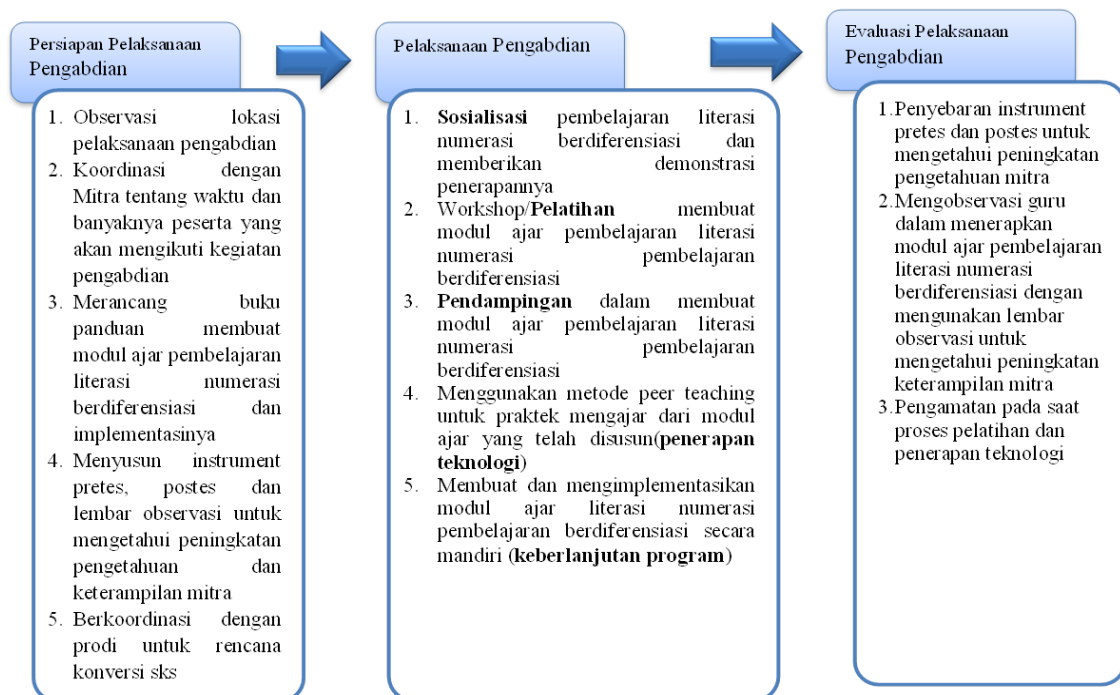 Persiapan Pelaksanaan
Pengabdian
1. Observasi lokasi
pelaksanaan pengabdian
2. Koordinasi dengan
Mitra tentang waktu dan
banyaknya peserta yang
akan mengikuti kegiatan
pengabdian
3. Merancang buku
panduan membuat
modul ajar pembelajaran
literasi numerasi
berdiferensiasi dan
implementasinya
4. Menyusun instrument
pretes, postes dan
lembar observasi untuk
mengetahui peningkatan
pengetahuan dan
keterampilan mitra
5. Berkoordinasi dengan
prodi untuk rencana
konversi sks
Pelaksanaan Pengabdian
1. Sosialisasi pembelajaran literasi
numerasi berdiferensiasi dan
memberikan demonstrasi
penerapannya
2. Workshop/Pelatihan membuat
modul ajar pembelajaran literasi
numerasi pembelajaran
berdiferensiasi
3. Pendampingan dalam membuat
modul ajar pembelajaran literasi
numerasi pembelajaran
berdiferensiasi
4. Menggunakan metode peer teaching
untuk praktek mengajar dari modul
ajar yang telah disusun(penerapan
teknologi)
5. Membuat dan mengimplementasikan
modul ajar literasi numerasi
pembelajaran berdiferensiasi secara
mandiri (keberlanjutan program)
Evaluasi Pelaksanaan
Pengabdian
1.Penyebaran instrument
pretes dan postes untuk
mengetahui peningkatan
pengetahuan mitra
2.Mengobservasi guru
dalam menerapkan
modul ajar pembelajaran
literasi numerasi
berdiferensiasi dengan
mengunakan lembar
observasi untuk
mengetahui peningkatan
keterampilan mitra
3.Pengamatan pada saat
proses pelatihan dan
penerapan teknologi